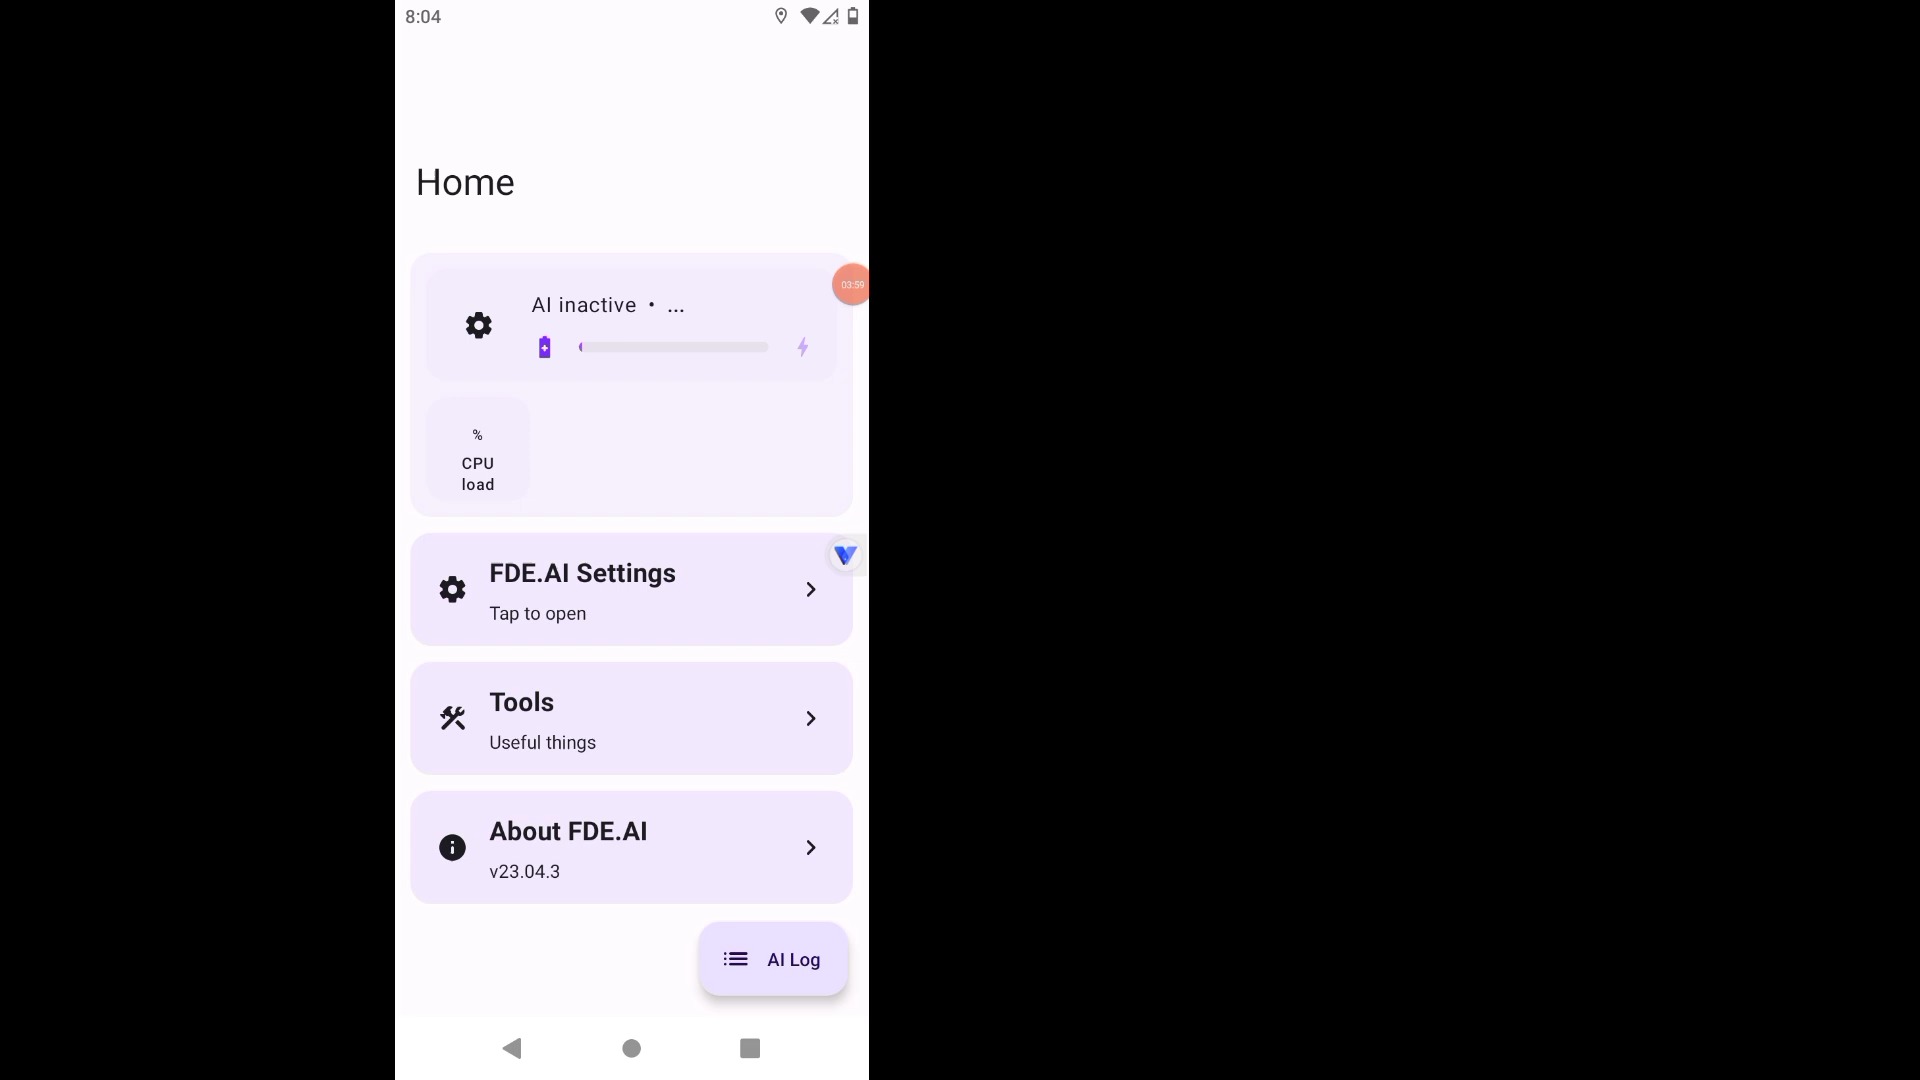 8:04
Home
AI inactive • ...
03:59
%
CPU
load
FDE.AI Settings
Tap to open
Tools
Useful things
About FDE.AI
v23.04.3
AI Log